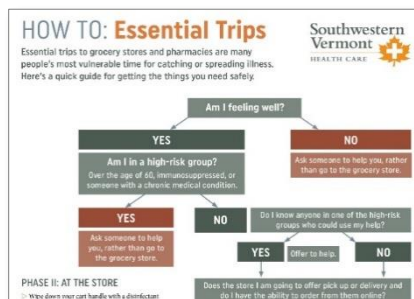 HOW TO: Essential Trips
Southwestern
Vermont
HEALTH CARE
Essential trips to grocery stores and pharmacies are many
people's most vulnerable time for catching or spreading illness.
Here's a quick guide for getting the things you need safely.
Am I feeling well?
YES
NO
Am I in a high-risk group?
Over the age of 60, immunosuppressed, or
someone with a chronic medical condition.
Ask someone to help you, rather
than go to the grocery store.
YES
NO
Do I know anyone in one of the high-risk
groups who could use my help?
Ask someone to help
you, rather than go to
the grocery store.
YES
Offer to help.
NO
PHASE II: AT THE STORE
Wipe down your cart handle with a disinfectant
Does the store I am going to offer pick up or delivery and
do I have the ability to order from them online?